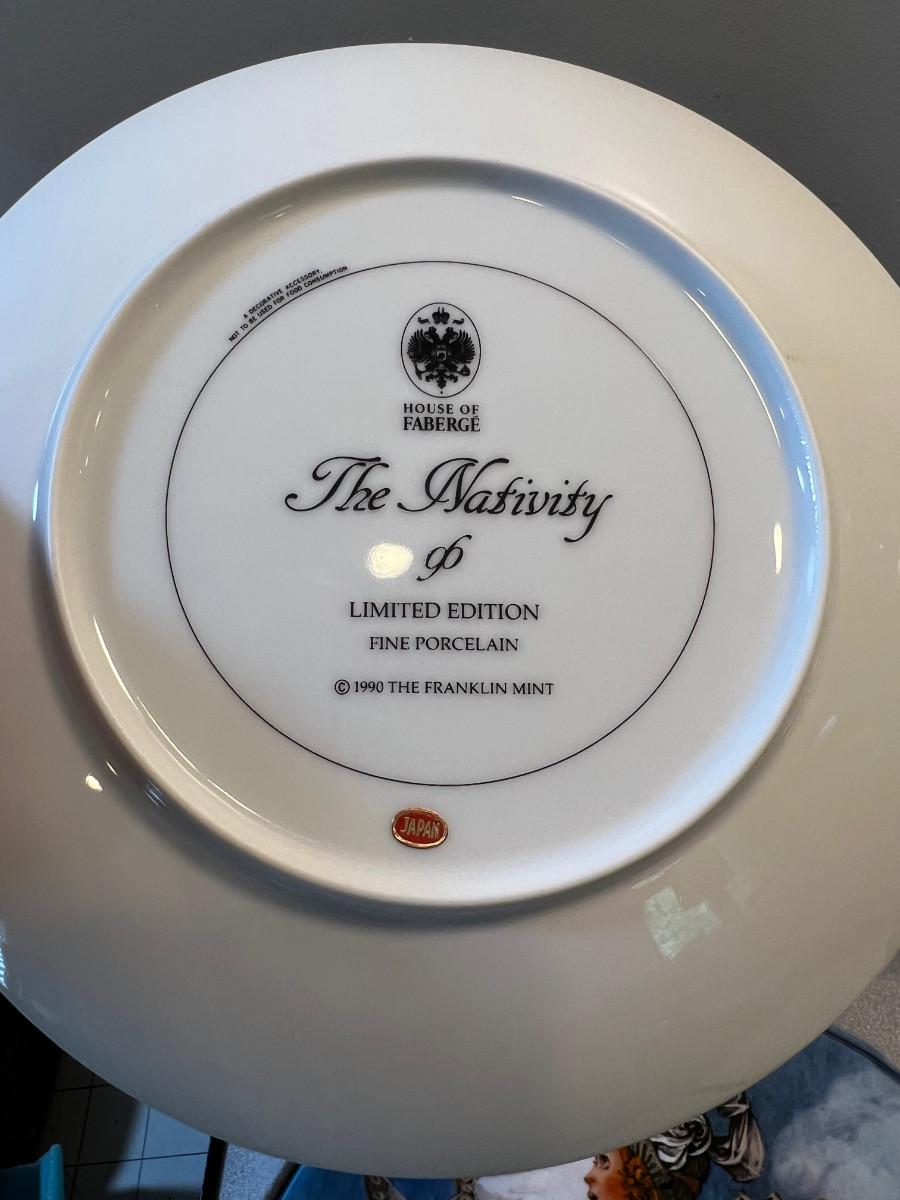 A DECORATIVE ACCESSORY
NOT TO BE USED FOR FOOD CONSUMPTION
HOUSE OF
FABERGÉ
The Nativity
96
LIMITED EDITION
FINE PORCELAIN
© 1990 THE FRANKLIN MINT
JAPAN